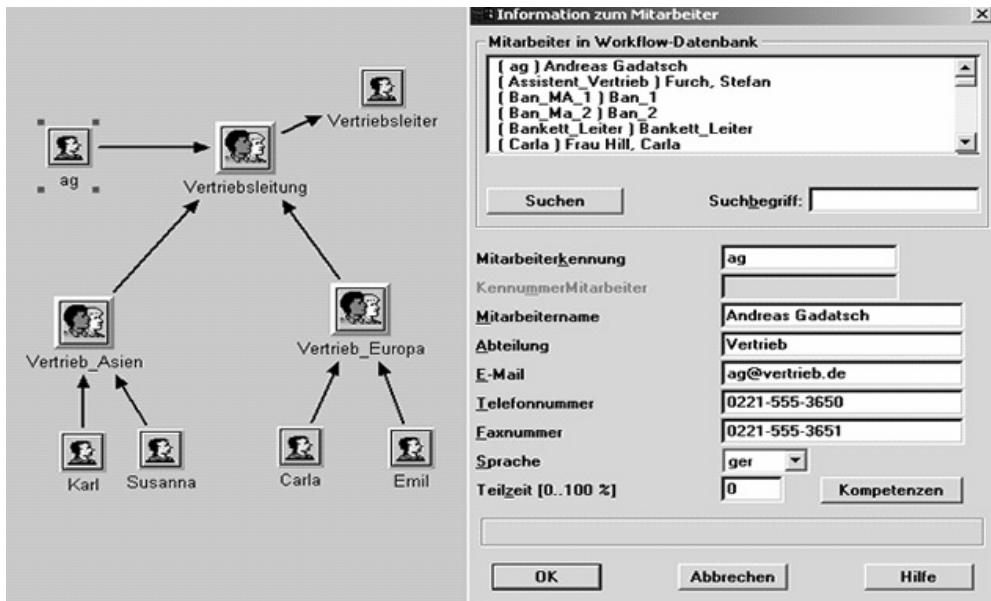 Vertriebsleiter
ag
Vertriebsleitung
Vertrieb_Asien
Vertrieb_Europa
Karl
Susanna
Carla
Emil
Information zum Mitarbeiter
Mitarbeiter in Workflow-Datenbank
( ag ) Andreas Gadatsch
( Assistent_Vertrieb ) Furch, Stefan
( Ban_MA_1 ) Ban_1
( Ban_Ma_2 ) Ban_2
( Bankett_Leiter ) Bankett_Leiter
( Carla ) Frau Hill, Carla
Suchen Suchbegriff:
Mitarbeiterkennung ag
KennummerMitarbeiter
Mitarbeitername Andreas Gadatsch
Abteilung Vertrieb
E-Mail ag@vertrieb.de
Telefonnummer 0221-555-3650
Faxnummer 0221-555-3651
Sprache ger
Teilzeit [0..100 %] 0 Kompetenzen
OK Abbrechen Hilfe